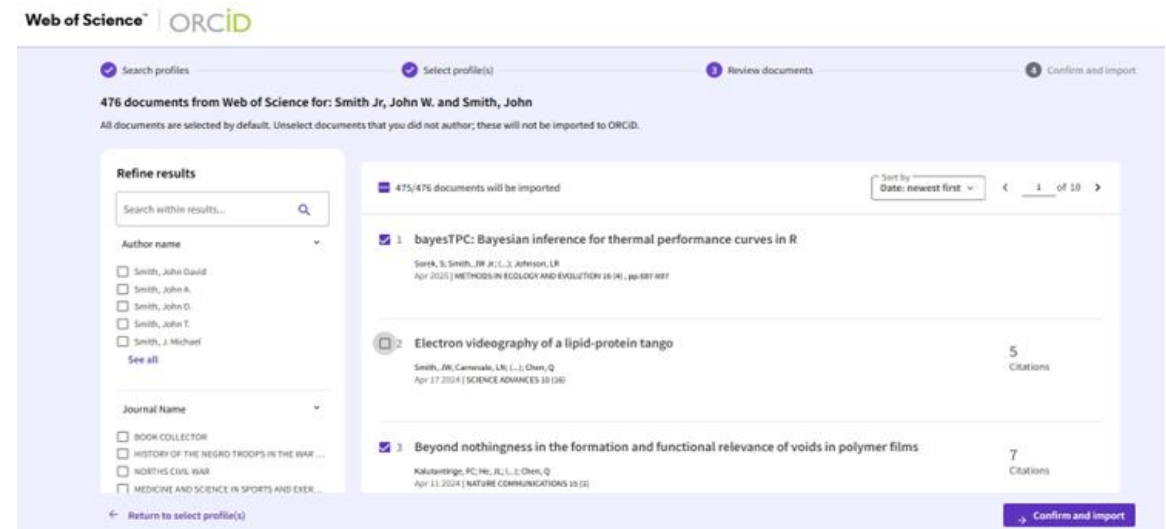 Web of Science™ ORCiD
Search profiles
Select profile(s)
3 Review documents
4 Confirm and import
476 documents from Web of Science for: Smith Jr, John W. and Smith, John
All documents are selected by default. Unselect documents that you did not author; these will not be imported to ORCiD.
Refine results
Search within results...
Author name
Smith, John David
Smith, John A.
Smith, John D.
Smith, John T.
Smith, J. Michael
See all
Journal Name
BOOK COLLECTOR
HISTORY OF THE NEGRO TROOPS IN THE WAR ...
NORTHS CIVIL WAR
MEDICINE AND SCIENCE IN SPORTS AND EXER...
475/476 documents will be imported
Sort by
Date: newest first
1 of 10
1 bayesTPC: Bayesian inference for thermal performance curves in R
Sorek, S; Smith, JW Jr; (...); Johnson, LR
Apr 2025 | METHODS IN ECOLOGY AND EVOLUTION 16 (4) , pp.687-697
2 Electron videography of a lipid-protein tango
Smith, JW; Carnevale, LN; (...); Chen, Q
Apr 17 2024 | SCIENCE ADVANCES 10 (16)
5
Citations
3 Beyond nothingness in the formation and functional relevance of voids in polymer films
Kalutantirige, FC; He, JL; (...); Chen, Q
Apr 11 2024 | NATURE COMMUNICATIONS 15 (1)
7
Citations
Return to select profile(s)
Confirm and import